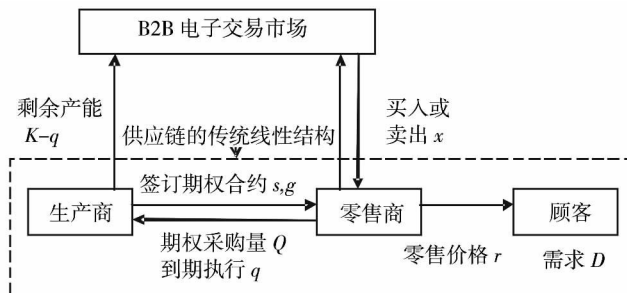 B2B 电子交易市场
剩余产能
K-q
供应链的传统线性结构
买入或
卖出 x
签订期权合约 s,g
生产商
零售商
顾客
期权采购量 Q
到期执行 q
零售价格 r
需求 D